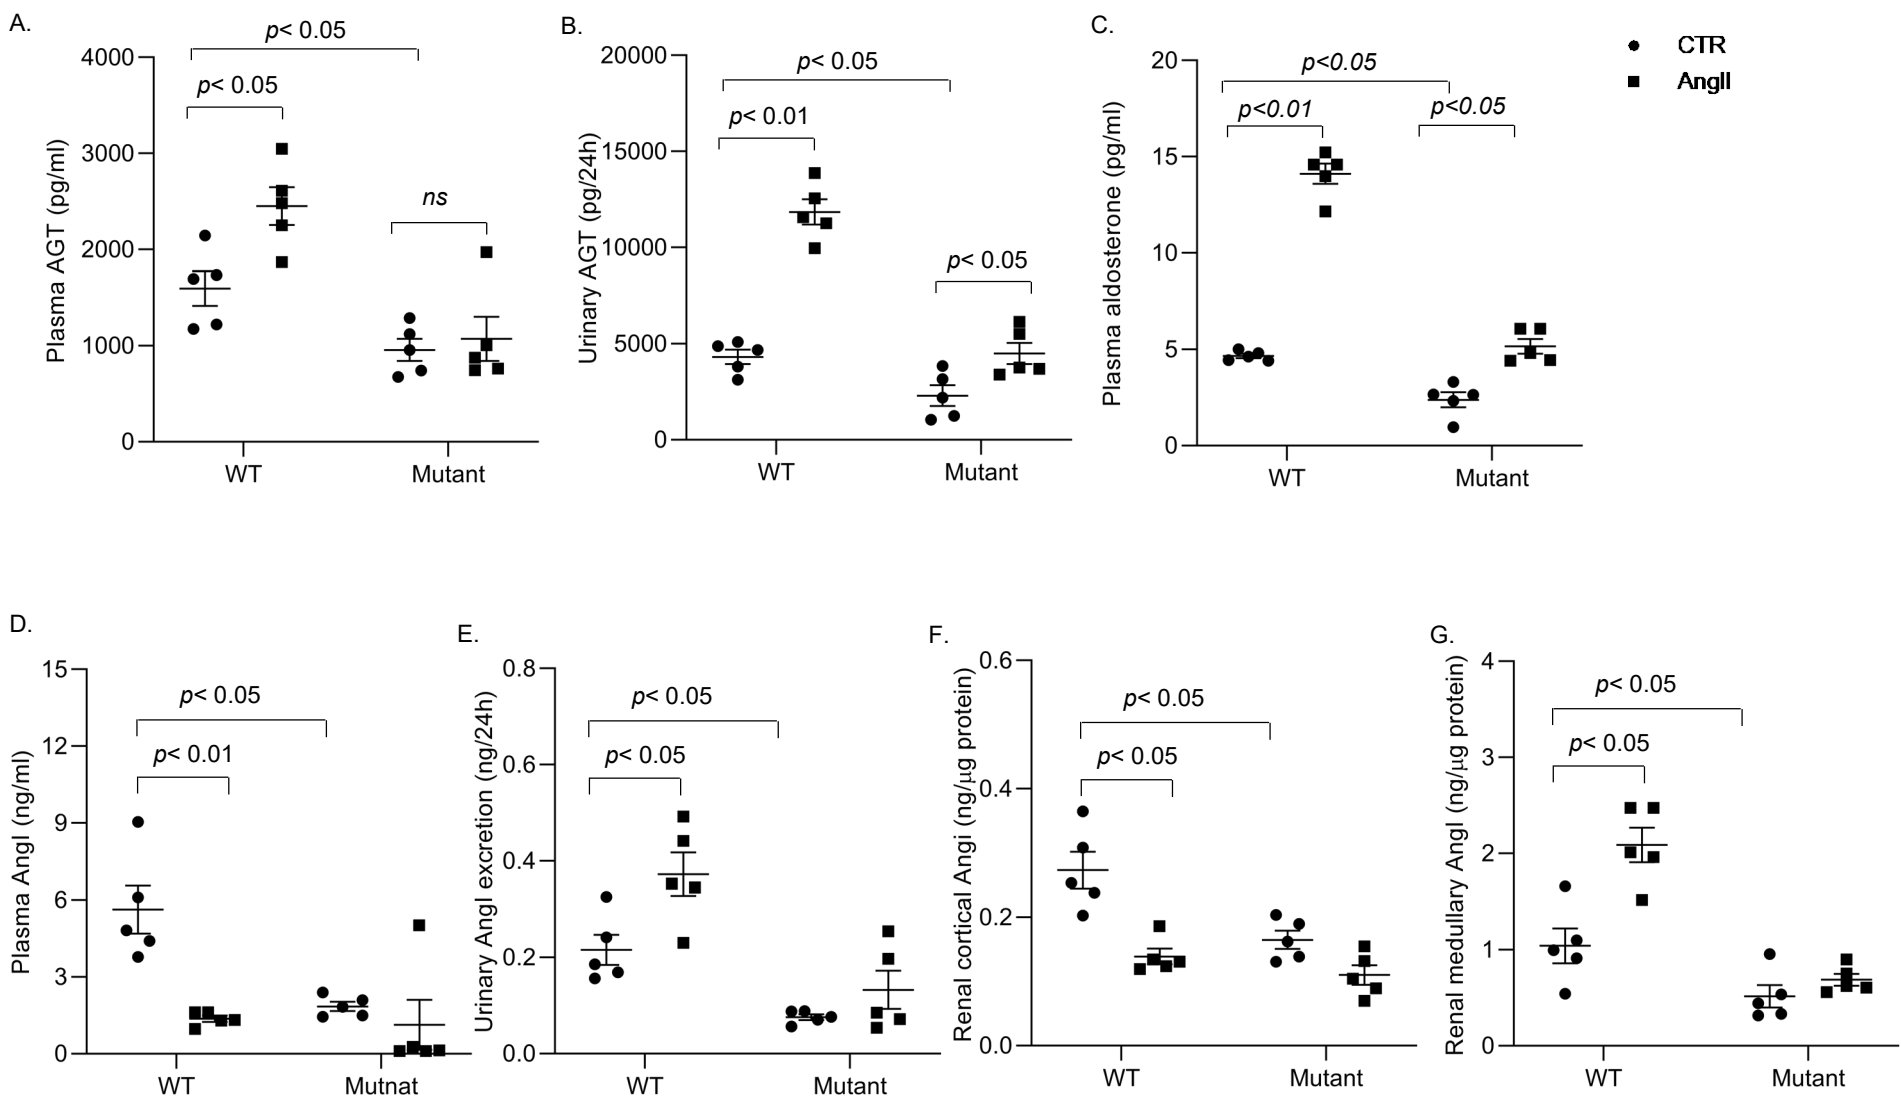 A.
p< 0.05
p< 0.05
ns
Plasma AGT (pg/ml)
4000
3000
2000
1000
0
WT
Mutant
B.
p< 0.05
p< 0.01
p< 0.05
Urinary AGT (pg/24h)
20000
15000
10000
5000
0
WT
Mutant
C.
p<0.05
p<0.01
p<0.05
Plasma aldosterone (pg/ml)
20
15
10
5
0
WT
Mutant
CTR
AngII
D.
p< 0.05
p< 0.01
Plasma AngI (ng/ml)
15
12
9
6
3
0
WT
Mutnat
E.
p< 0.05
p< 0.05
Urinary AngI excretion (ng/24h)
0.8
0.6
0.4
0.2
0.0
WT
Mutant
F.
p< 0.05
p< 0.05
Renal cortical Angi (ng/μg protein)
0.6
0.4
0.2
0.0
WT
Mutant
G.
p< 0.05
p< 0.05
Renal medullary AngI (ng/μg protein)
4
3
2
1
0
WT
Mutant